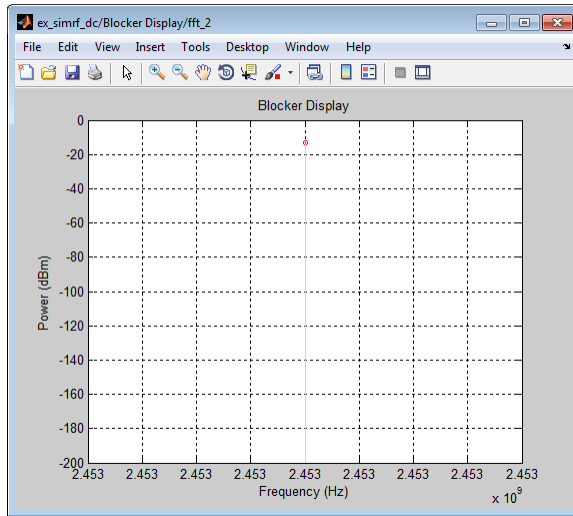 ex_simrf_dc/Blocker Display/fft_2
File Edit View Insert Tools Desktop Window Help
Blocker Display
0
-20
-40
-60
-80
-100
-120
-140
-160
-180
-200
Power (dBm)
2.453 2.453 2.453 2.453 2.453 2.453 2.453 2.453 2.453
Frequency (Hz)
x 10^9